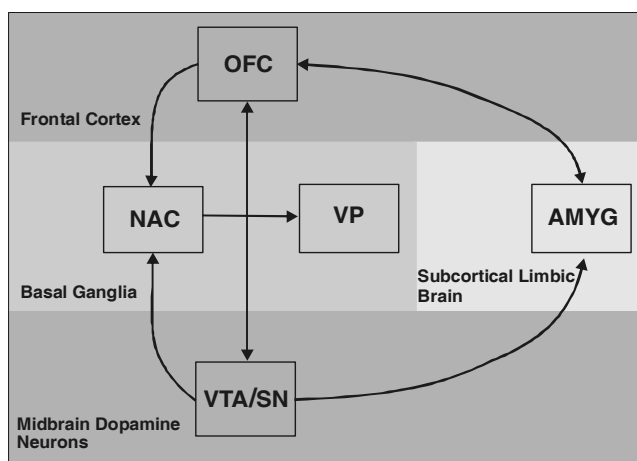 OFC
Frontal Cortex
NAC
VP
AMYG
Basal Ganglia
Subcortical Limbic
Brain
VTA/SN
Midbrain Dopamine
Neurons